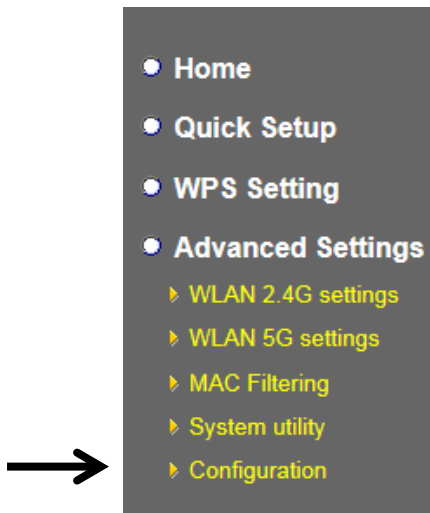 Home
Quick Setup
WPS Setting
Advanced Settings
WLAN 2.4G settings
WLAN 5G settings
MAC Filtering
System utility
Configuration